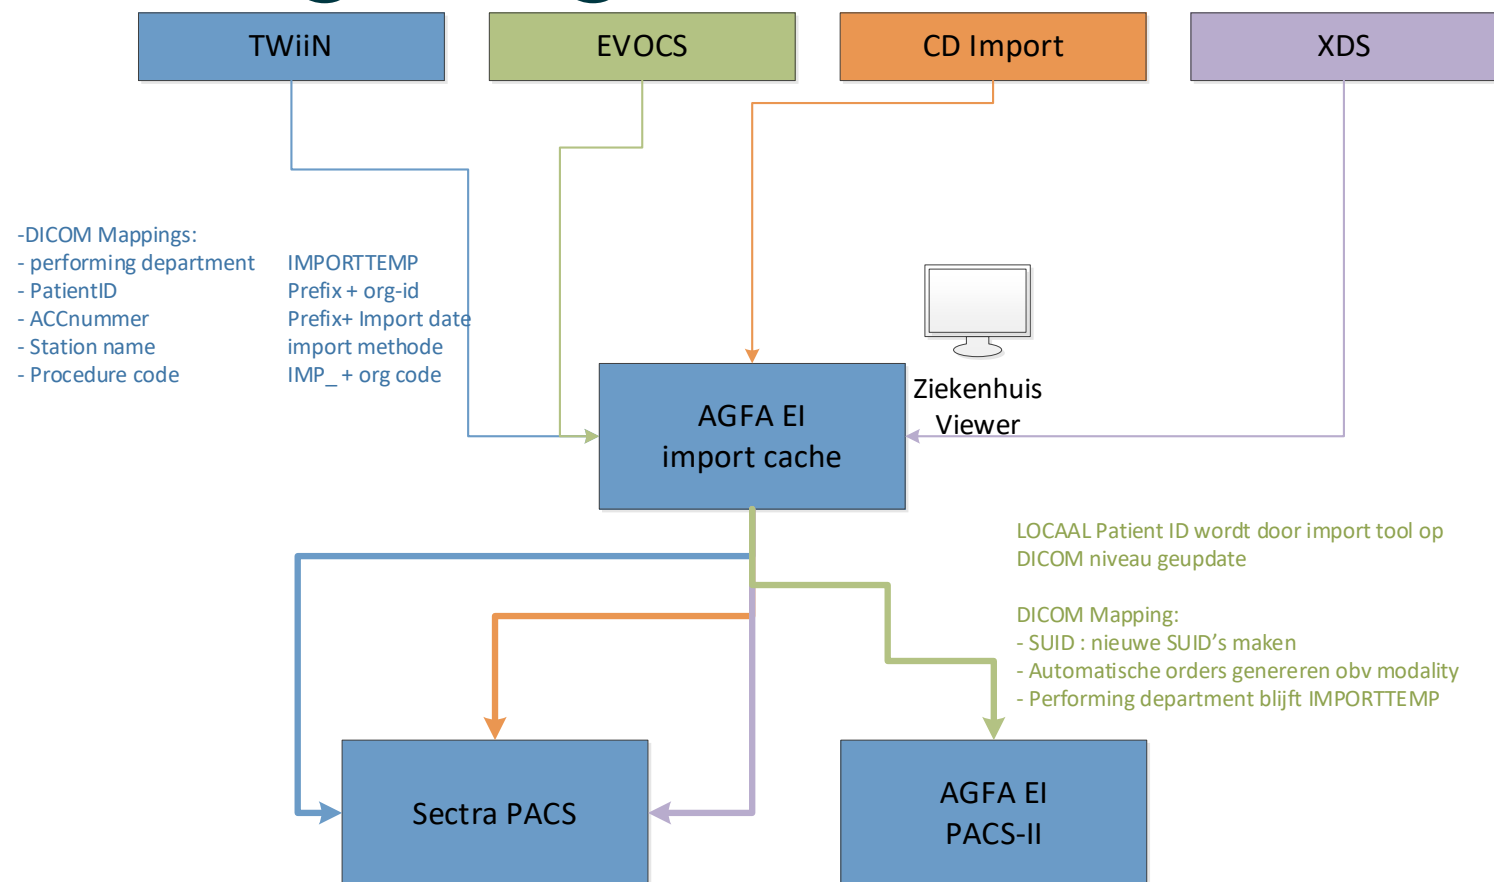 TWiiN
EVOCS
CD Import
XDS
-DICOM Mappings:
- performing department IMPORTTEMP
- PatientID Prefix + org-id
- ACCnummer Prefix+ Import date
- Station name import methode
- Procedure code IMP_ + org code
Ziekenhuis
Viewer
AGFA EI
import cache
LOCAAL Patient ID wordt door import tool op
DICOM niveau geupdate
DICOM Mapping:
- SUID : nieuwe SUID’s maken
- Automatische orders genereren obv modality
- Performing department blijft IMPORTTEMP
Sectra PACS
AGFA EI
PACS-II